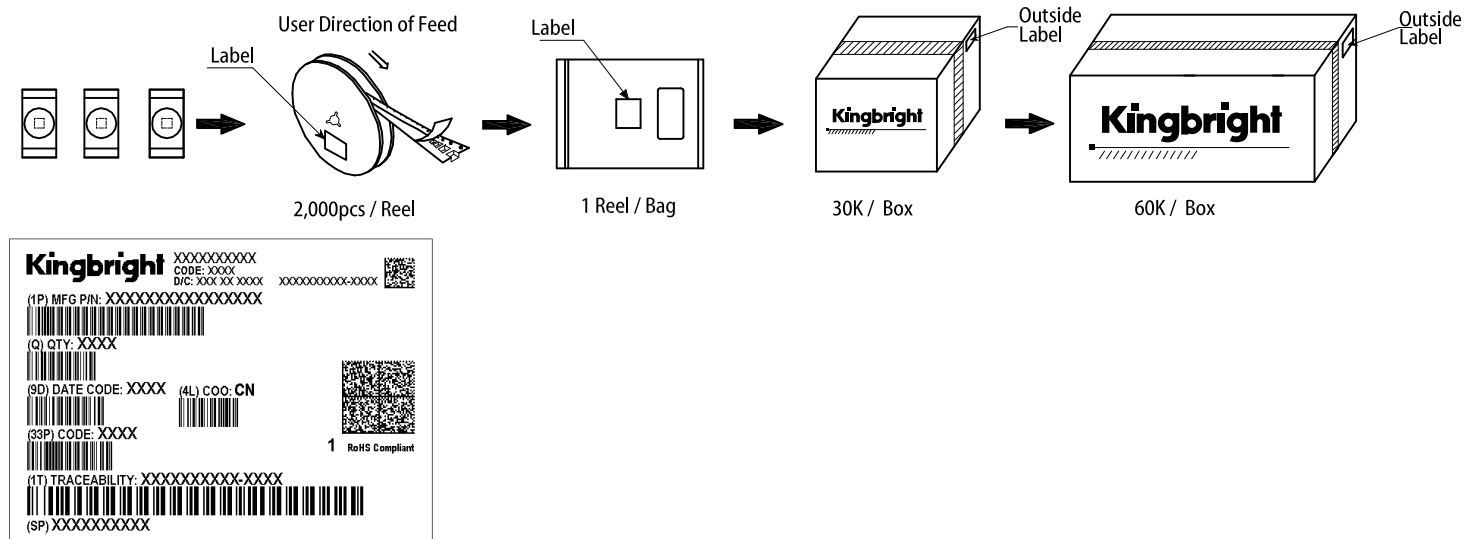 User Direction of Feed
Label
Label
Outside
Label
Outside
Label
Kingbright
Kingbright
2,000pcs / Reel
1 Reel / Bag
30K / Box
60K / Box
Kingbright
XXXXXXXXXX
CODE: XXXX
D/C: XXX XX XXXX
XXXXXXXXXX-XXXX
(1P) MFG P/N: XXXXXXXXXXXXXXXX
(Q) QTY: XXXX
(9D) DATE CODE: XXXX
(4L) COO: CN
(33P) CODE: XXXX
1 RoHS Compliant
(1T) TRACEABILITY: XXXXXXXXXX-XXXX
(SP) XXXXXXXXXX